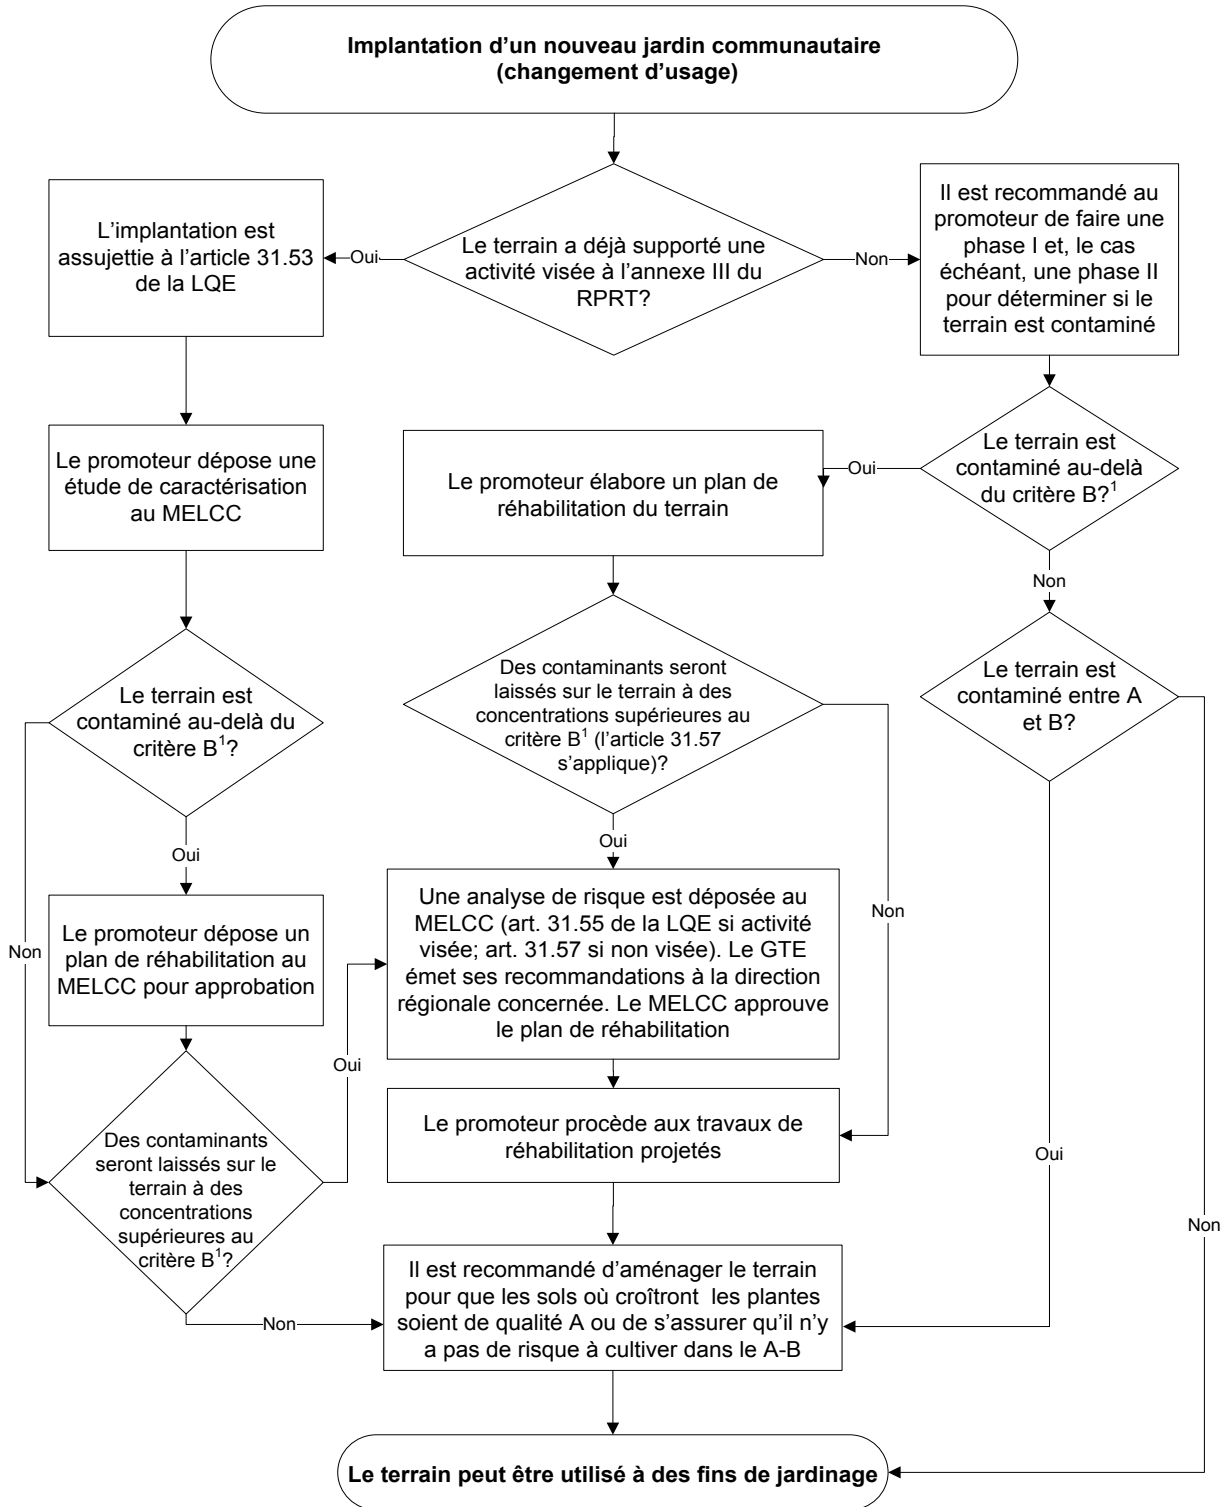 Implantation d’un nouveau jardin communautaire
(changement d’usage)
Le terrain a déjà supporté une
activité visée à l’annexe III du
RPRT?
Oui
Non
L’implantation est
assujettie à l’article 31.53
de la LQE
Il est recommandé au
promoteur de faire une
phase I et, le cas
échéant, une phase II
pour déterminer si le
terrain est contaminé
Le promoteur dépose une
étude de caractérisation
au MELCC
Le promoteur élabore un plan de
réhabilitation du terrain
Oui
Le terrain est
contaminé au-delà
du critère B?¹
Non
Le terrain est
contaminé au-delà du
critère B¹?
Des contaminants seront
laissés sur le terrain à des
concentrations supérieures au
critère B¹ (l’article 31.57
s’applique)?
Le terrain est
contaminé entre A
et B?
Oui
Oui
Non
Le promoteur dépose un
plan de réhabilitation au
MELCC pour approbation
Une analyse de risque est déposée au
MELCC (art. 31.55 de la LQE si activité
visée; art. 31.57 si non visée). Le GTE
émet ses recommandations à la direction
régionale concernée. Le MELCC approuve
le plan de réhabilitation
Non
Oui
Des contaminants
seront laissés sur le
terrain à des
concentrations
supérieures au
critère B¹?
Le promoteur procède aux travaux de
réhabilitation projetés
Oui
Non
Non
Il est recommandé d’aménager le terrain
pour que les sols où croîtront les plantes
soient de qualité A ou de s’assurer qu’il n’y
a pas de risque à cultiver dans le A-B
Le terrain peut être utilisé à des fins de jardinage